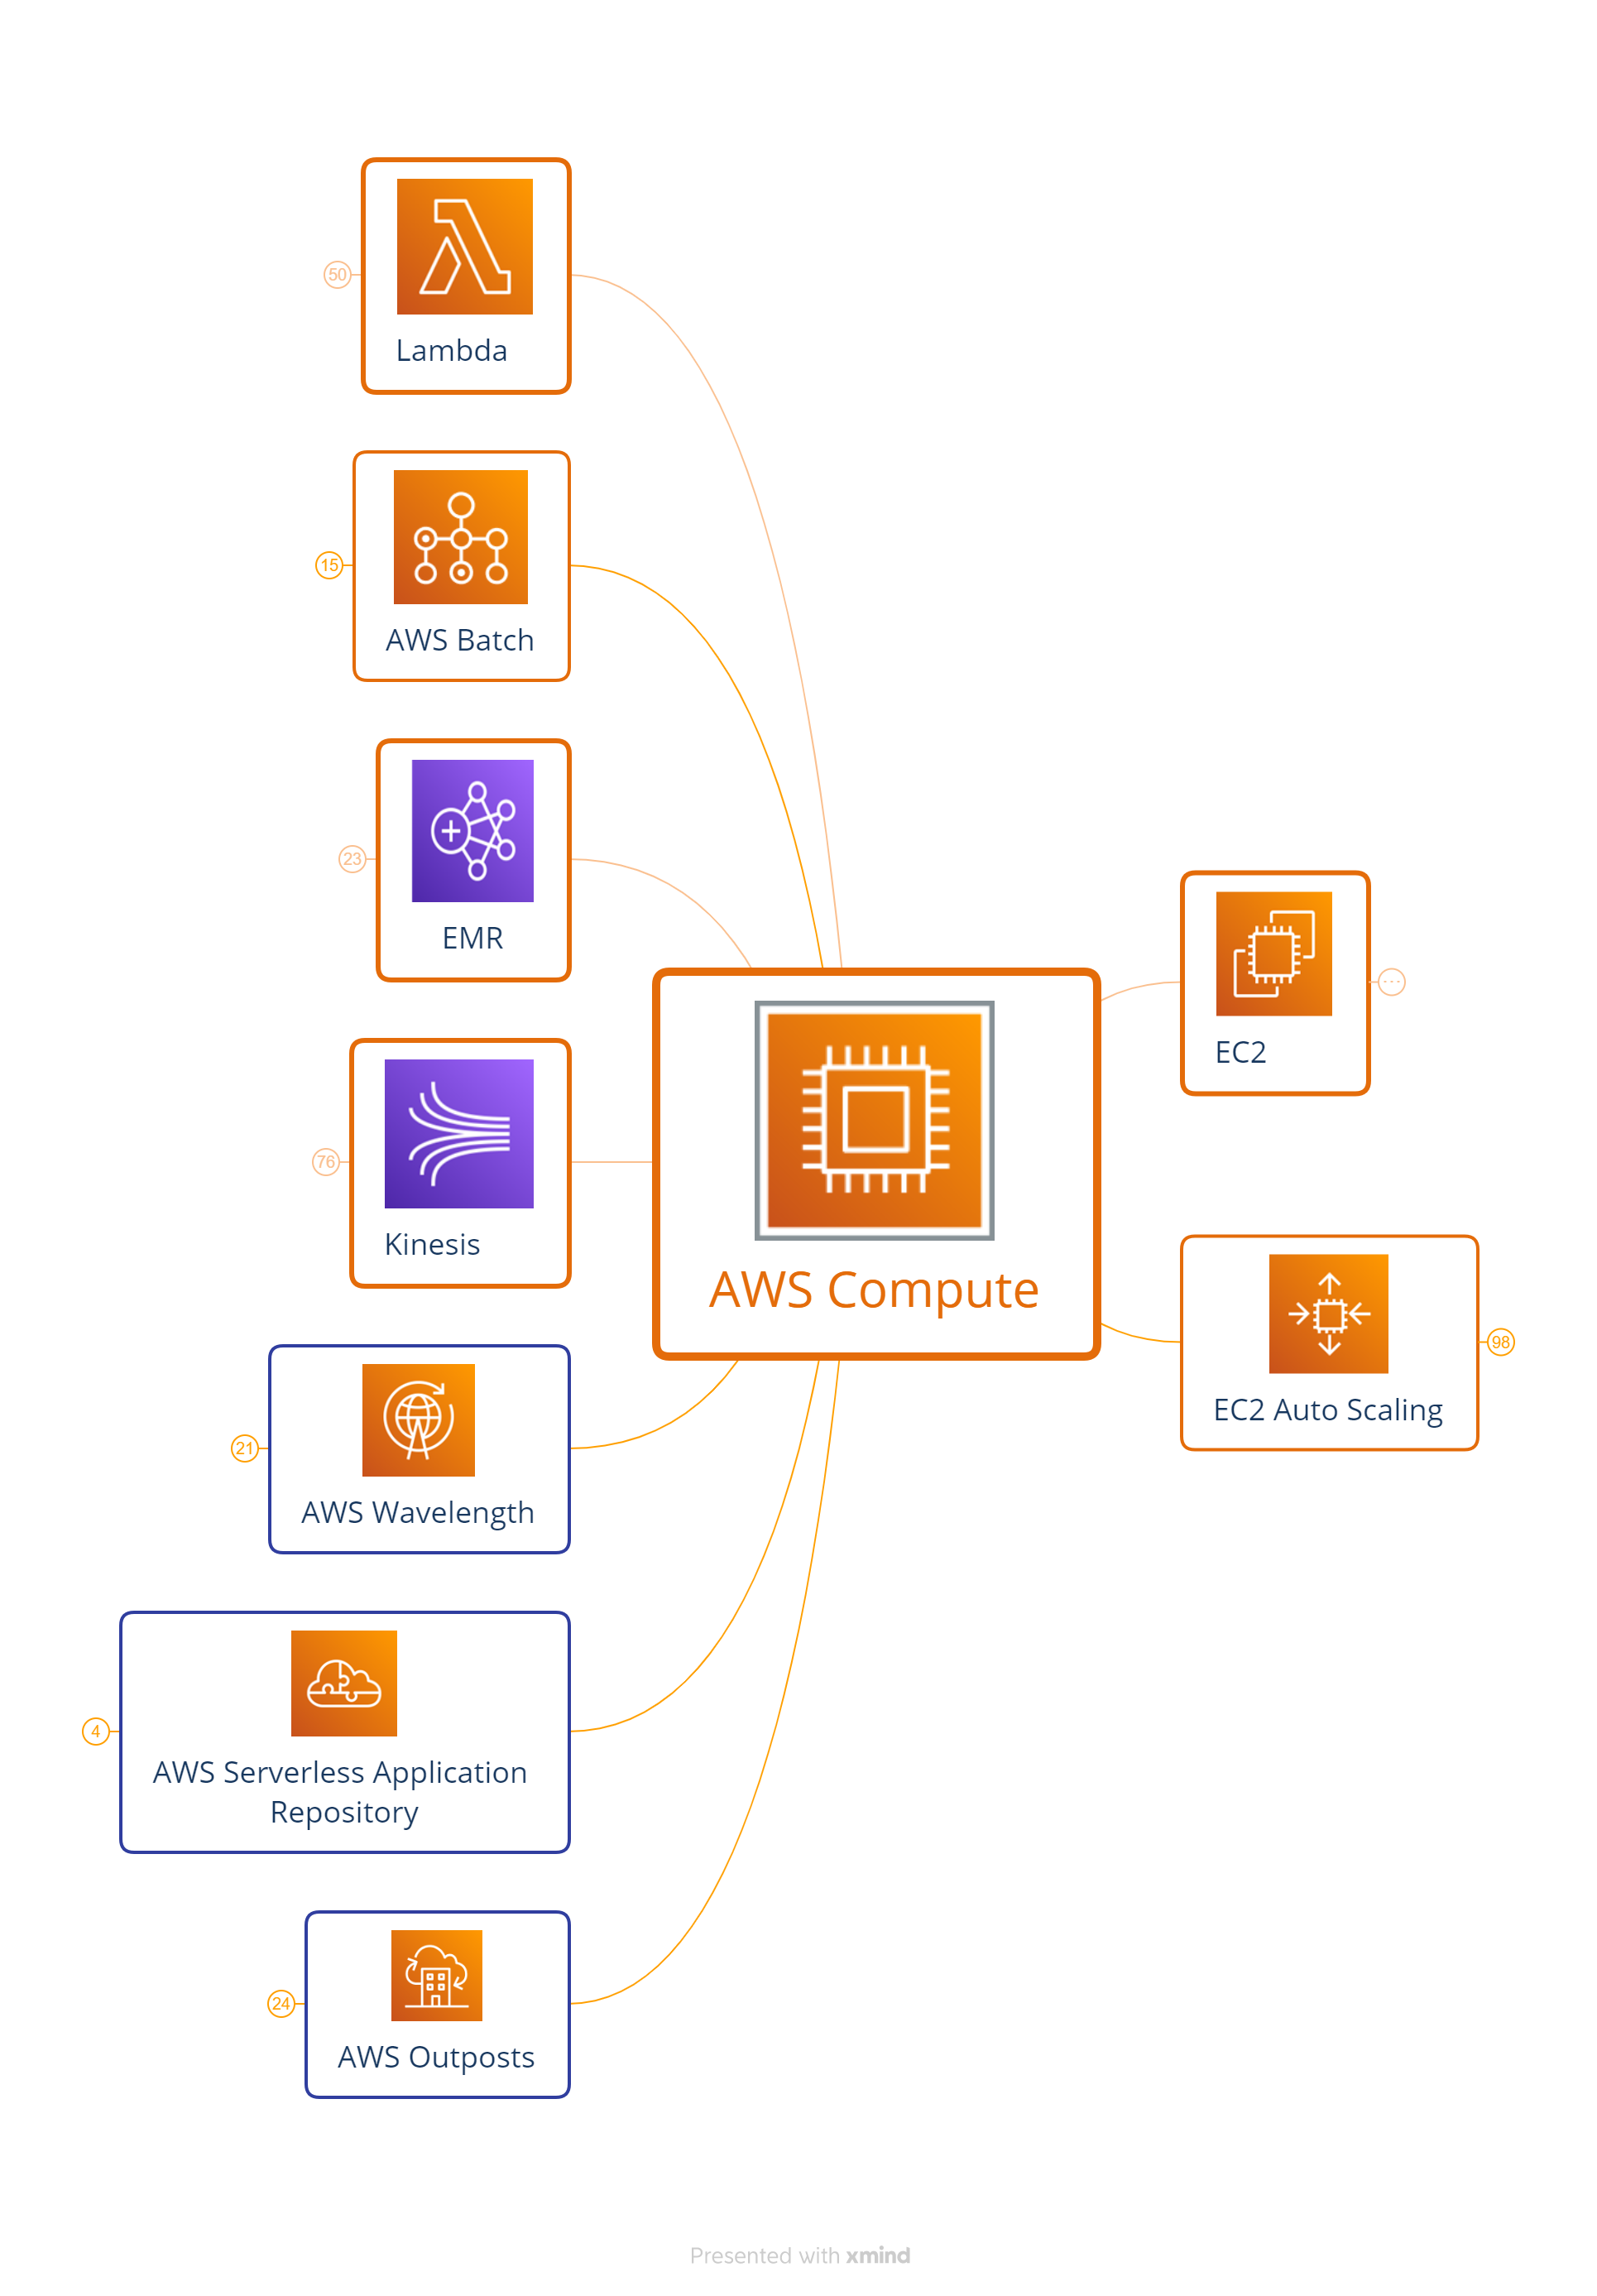 50
Lambda
15
AWS Batch
23
EMR
EC2
76
Kinesis
AWS Compute
98
EC2 Auto Scaling
21
AWS Wavelength
4
AWS Serverless Application
Repository
24
AWS Outposts
Presented with xmind